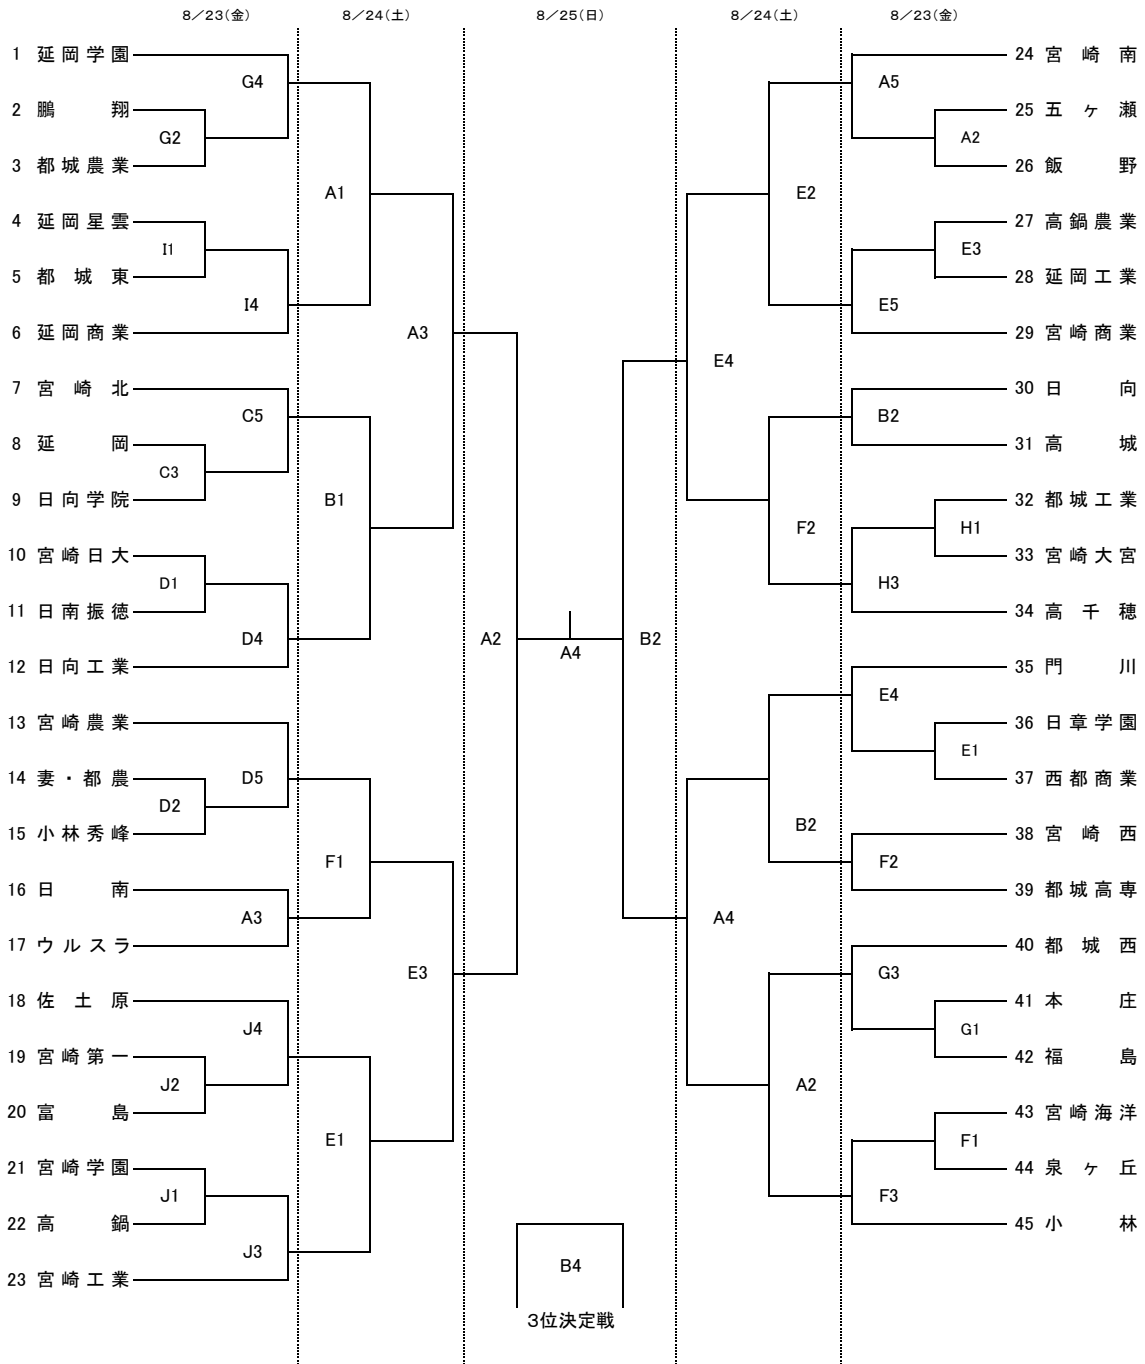 8／23(金) 8／24(土) 8／25(日) 8／24(土) 8／23(金)
1 延岡学園
24 宮崎南
G4
A5
2 鵬翔
25 五ヶ瀬
G2
A2
3 都城農業
26 飯野
A1
E2
4 延岡星雲
27 高鍋農業
I1
E3
5 都城東
28 延岡工業
I4
E5
6 延岡商業
29 宮崎商業
A3
E4
7 宮崎北
30 日向
C5
B2
8 延岡
31 高城
C3
9 日向学院
32 都城工業
B1
F2
H1
10 宮崎日大
33 宮崎大宮
D1
H3
11 日南振徳
34 高千穂
D4
A2
A4
B2
12 日向工業
35 門川
E4
13 宮崎農業
36 日章学園
E1
14 妻・都農
37 西都商業
D5
D2
B2
15 小林秀峰
38 宮崎西
F1
F2
16 日南
39 都城高専
A3
A4
17 ウルスラ
40 都城西
E3
G3
18 佐土原
41 本庄
J4
G1
19 宮崎第一
42 福島
J2
A2
20 富島
43 宮崎海洋
E1
F1
21 宮崎学園
44 泉ヶ丘
J1
F3
22 高鍋
45 小林
J3
B4
23 宮崎工業
3位決定戦